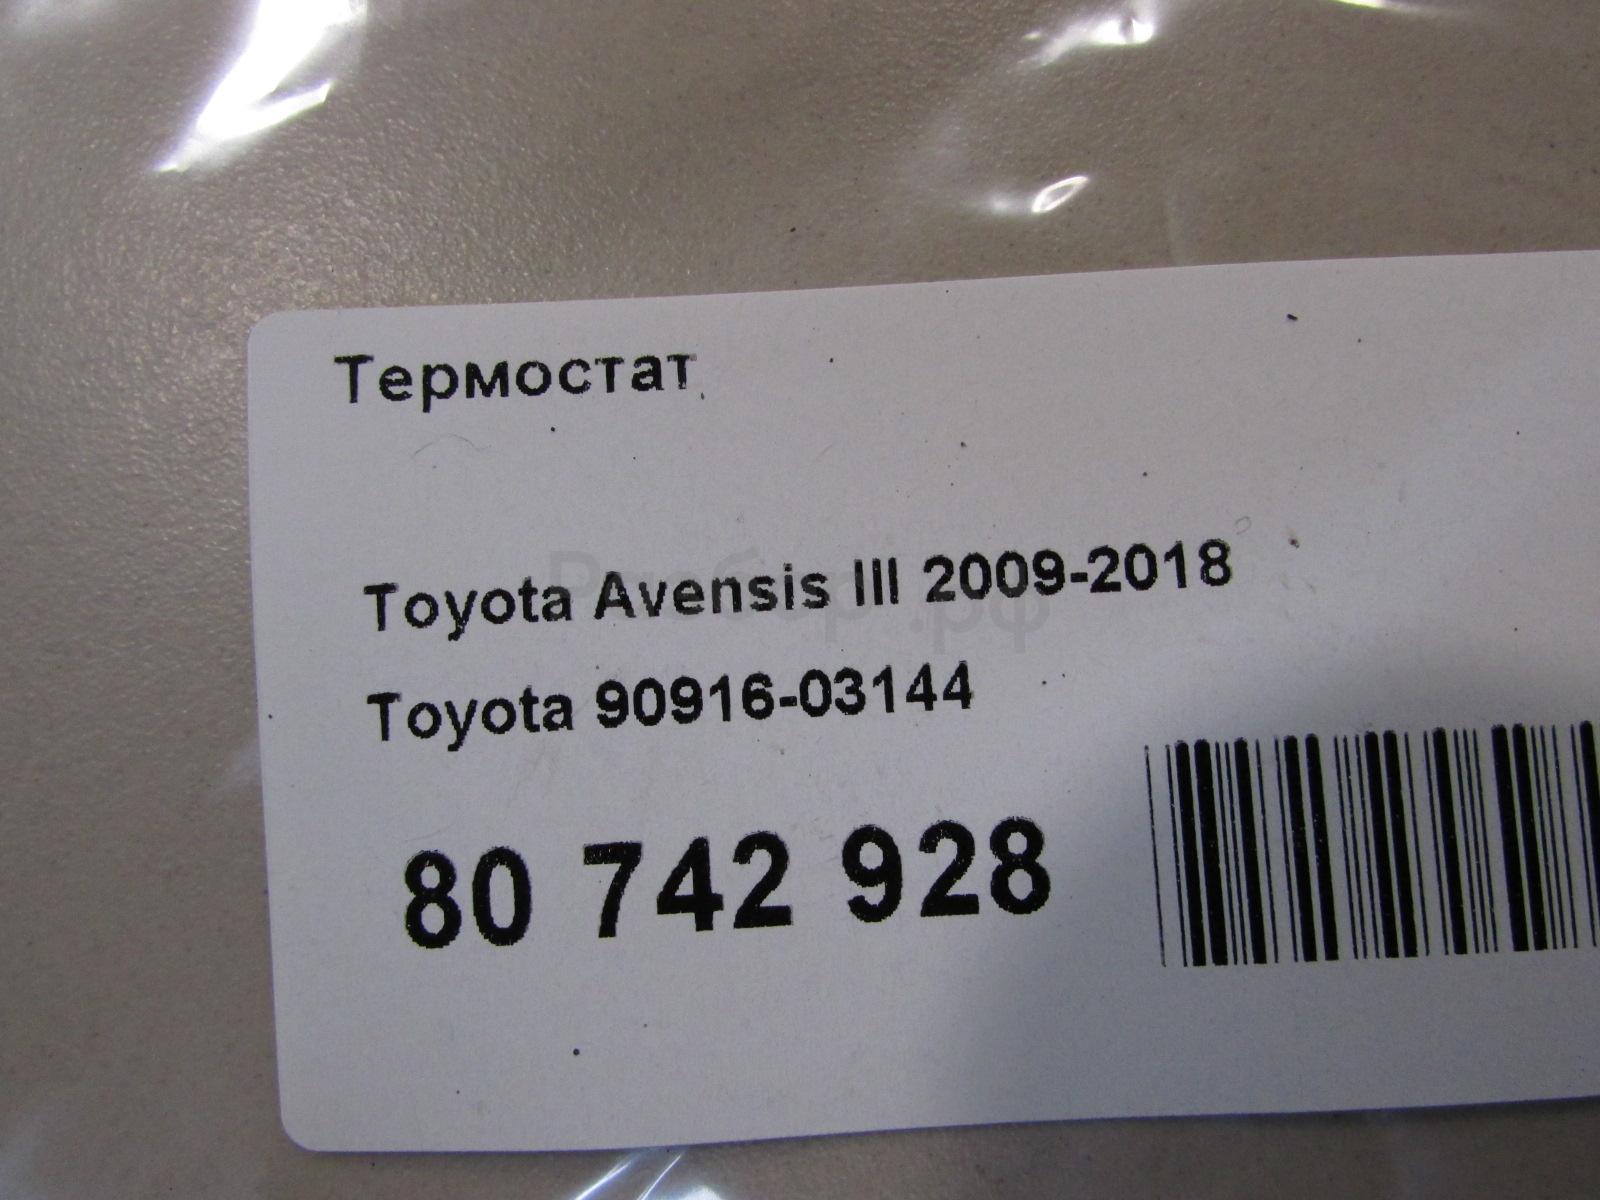 Термостат
Toyota Avensis III 2009-2018
Toyota 90916-03144
80 742 928